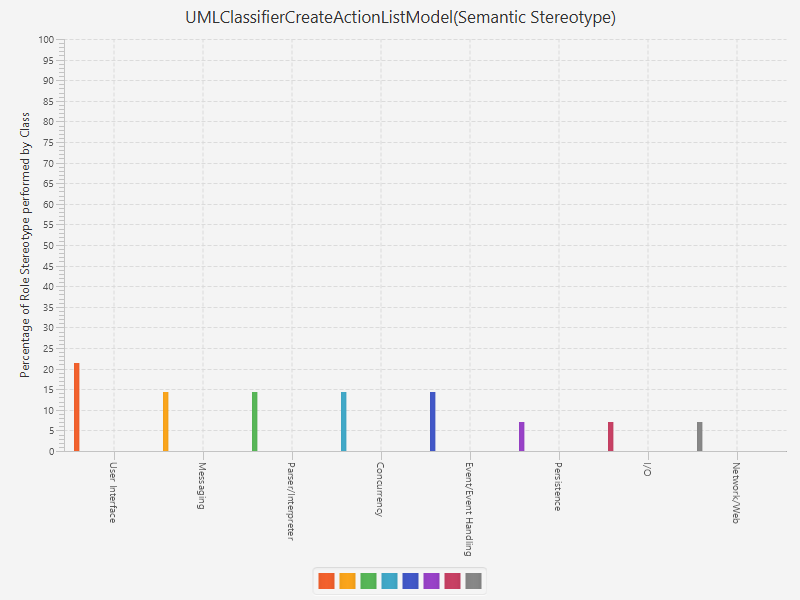 UMLClassifierCreateActionListModel(Semantic Stereotype)
Percentage of Role Stereotype performed by Class
100
95
90
85
80
75
70
65
60
55
50
45
40
35
30
25
20
15
10
5
0
User Interface
Messaging
Parser/Interpreter
Concurrency
Event/Event Handling
Persistence
I/O
Network/Web